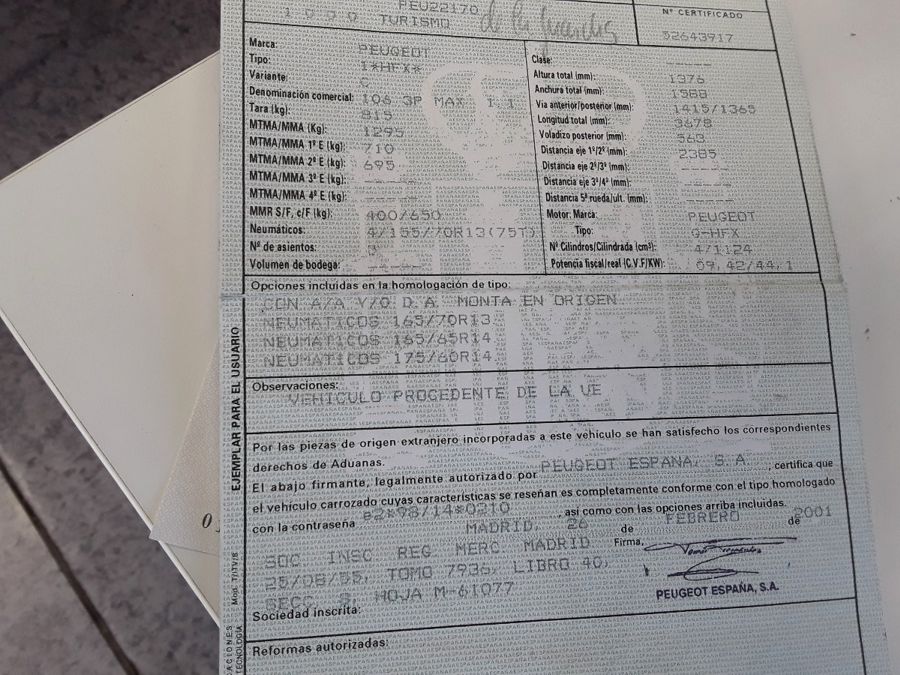 PEU22170
1000 TURISMO
Nº CERTIFICADO
52643917
Marca: PEUGEOT
Tipo: 1*HFX*
Variante: C
Denominación comercial: 106 3P MAX 1.1
Tara (kg): 815
MTMA/MMA (Kg): 1295
MTMA/MMA 1º E (kg): 710
MTMA/MMA 2º E (kg): 695
MTMA/MMA 3º E (kg): -----
MTMA/MMA 4º E (kg): -----
MMR S/F, c/F (kg): 400/650
Neumáticos: 4/155/70R13(75T)
Nº de asientos:
Volumen de bodega: -----
Clase: -----
Altura total (mm): 1376
Anchura total (mm): 1588
Vía anterior/posterior (mm): 1415/1365
Longitud total (mm): 3678
Voladizo posterior (mm): 563
Distancia eje 1º/2º (mm): 2385
Distancia eje 2º/3º (mm): -----
Distancia eje 3º/4º (mm): -----
Distancia 5ª rueda/ult. (mm): -----
Motor: Marca: PEUGEOT
Tipo: G-HFX
Nº Cilindros/Cilindrada (cm³): 4/1124
Potencia fiscal/real (C.V.F/KW): 09,42/44,1
Opciones incluidas en la homologación de tipo:
CON A/A Y/O D.A. MONTA EN ORIGEN
NEUMATICOS 165/70R13
NEUMATICOS 165/65R14
NEUMATICOS 175/60R14
Observaciones:
VEHICULO PROCEDENTE DE LA UE
Por las piezas de origen extranjero incorporadas a este vehículo se han satisfecho los correspondientes
derechos de Aduanas.
El abajo firmante, legalmente autorizado por PEUGEOT ESPAÑA, S.A. , certifica que
el vehículo carrozado cuyas características se reseñan es completamente conforme con el tipo homologado
con la contraseña e2*98/14*0210 , así como con las opciones arriba incluidas.
MADRID, 26 de FEBRERO de 2001
SOC INSC REG. MERC. MADRID
25/08/55, TOMO 7936, LIBRO 40,
SECC 3, HOJA M-61077
Firma,
PEUGEOT ESPAÑA, S.A.
Sociedad inscrita:
Reformas autorizadas:
EJEMPLAR PARA EL USUARIO